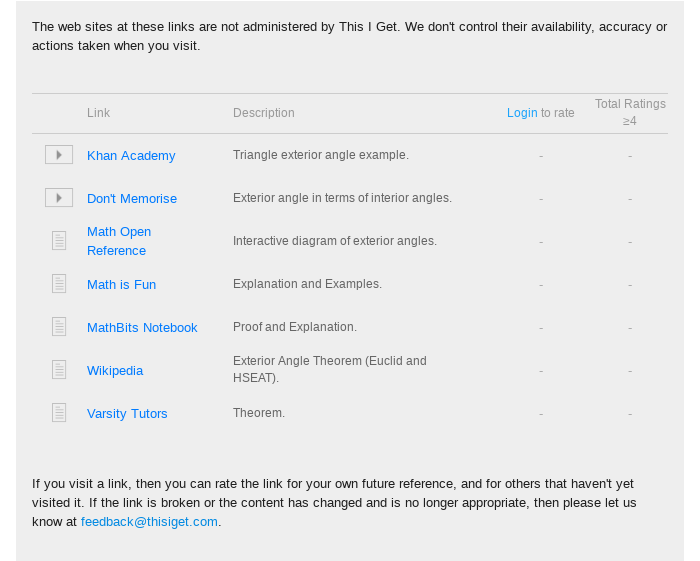 The web sites at these links are not administered by This I Get. We don't control their availability, accuracy or
actions taken when you visit.
Link Description Login to rate Total Ratings
≥4
Khan Academy Triangle exterior angle example. - -
Don't Memorise Exterior angle in terms of interior angles. - -
Math Open
Reference Interactive diagram of exterior angles. - -
Math is Fun Explanation and Examples. - -
MathBits Notebook Proof and Explanation. - -
Wikipedia Exterior Angle Theorem (Euclid and
HSEAT). - -
Varsity Tutors Theorem. - -
If you visit a link, then you can rate the link for your own future reference, and for others that haven't yet
visited it. If the link is broken or the content has changed and is no longer appropriate, then please let us
know at feedback@thisiget.com.